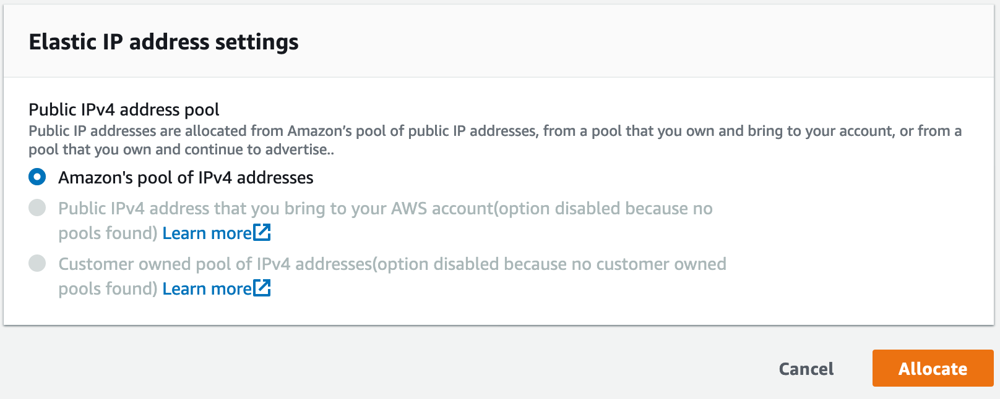 Elastic IP address settings
Public IPv4 address pool
Public IP addresses are allocated from Amazon’s pool of public IP addresses, from a pool that you own and bring to your account, or from a
pool that you own and continue to advertise..
Amazon's pool of IPv4 addresses
Public IPv4 address that you bring to your AWS account(option disabled because no
pools found) Learn more
Customer owned pool of IPv4 addresses(option disabled because no customer owned
pools found) Learn more
Cancel Allocate